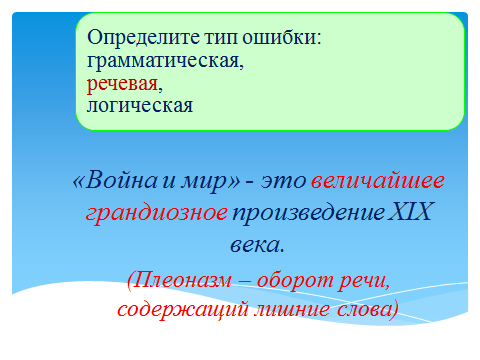 Определите тип ошибки:
грамматическая,
речевая,
логическая
«Война и мир» - это величайшее
грандиозное произведение XIX
века.
(Плеоназм – оборот речи,
содержащий лишние слова)